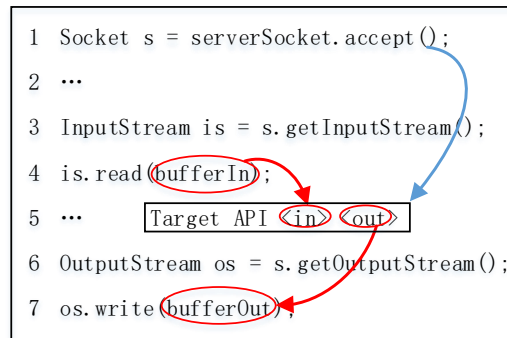 1 Socket s = serverSocket.accept();
2 …
3 InputStream is = s.getInputStream();
4 is.read(bufferIn);
5 … Target API <in> <out>
6 OutputStream os = s.getOutputStream();
7 os.write(bufferOut);